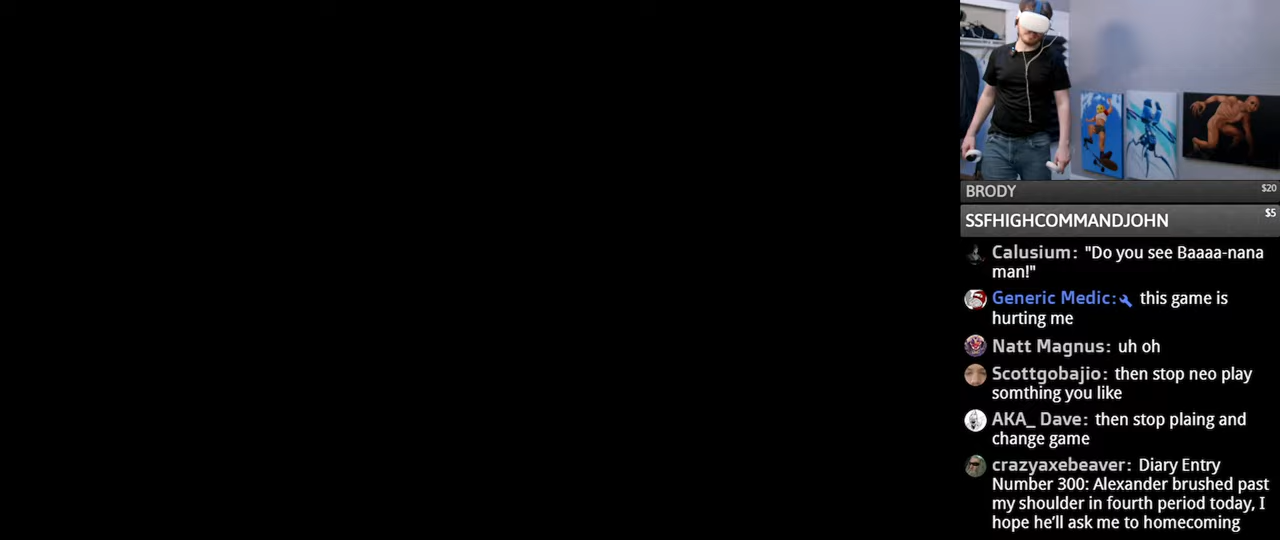 BRODY $20
SSFHIGHCOMMANDJOHN $5
Calusium: "Do you see Baaaa-nana
man!"
Generic Medic: this game is
hurting me
Natt Magnus: uh oh
Scottgobajio: then stop neo play
somthing you like
AKA_ Dave: then stop plaing and
change game
crazyaxebeaver: Diary Entry
Number 300: Alexander brushed past
my shoulder in fourth period today, I
hope he'll ask me to homecoming